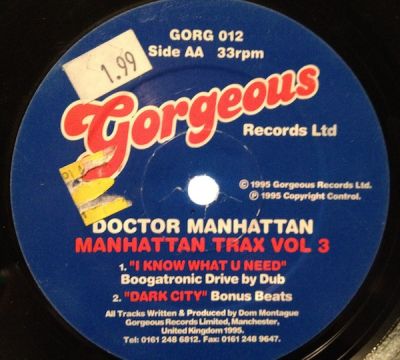 GORG 012
Side AA 33rpm
1.99
Gorgeous
Records Ltd
© 1995 Gorgeous Records Ltd.
℗ 1995 Copyright Control.
DOCTOR MANHATTAN
MANHATTAN TRAX VOL 3
1. "I KNOW WHAT U NEED"
Boogatronic Drive by Dub
2. "DARK CITY" Bonus Beats
All Tracks Written & Produced by Dom Montague
Gorgeous Records Limited, Manchester,
United Kingdom 1995.
Tel: 0161 248 6812. Fax: 0161 248 9647.